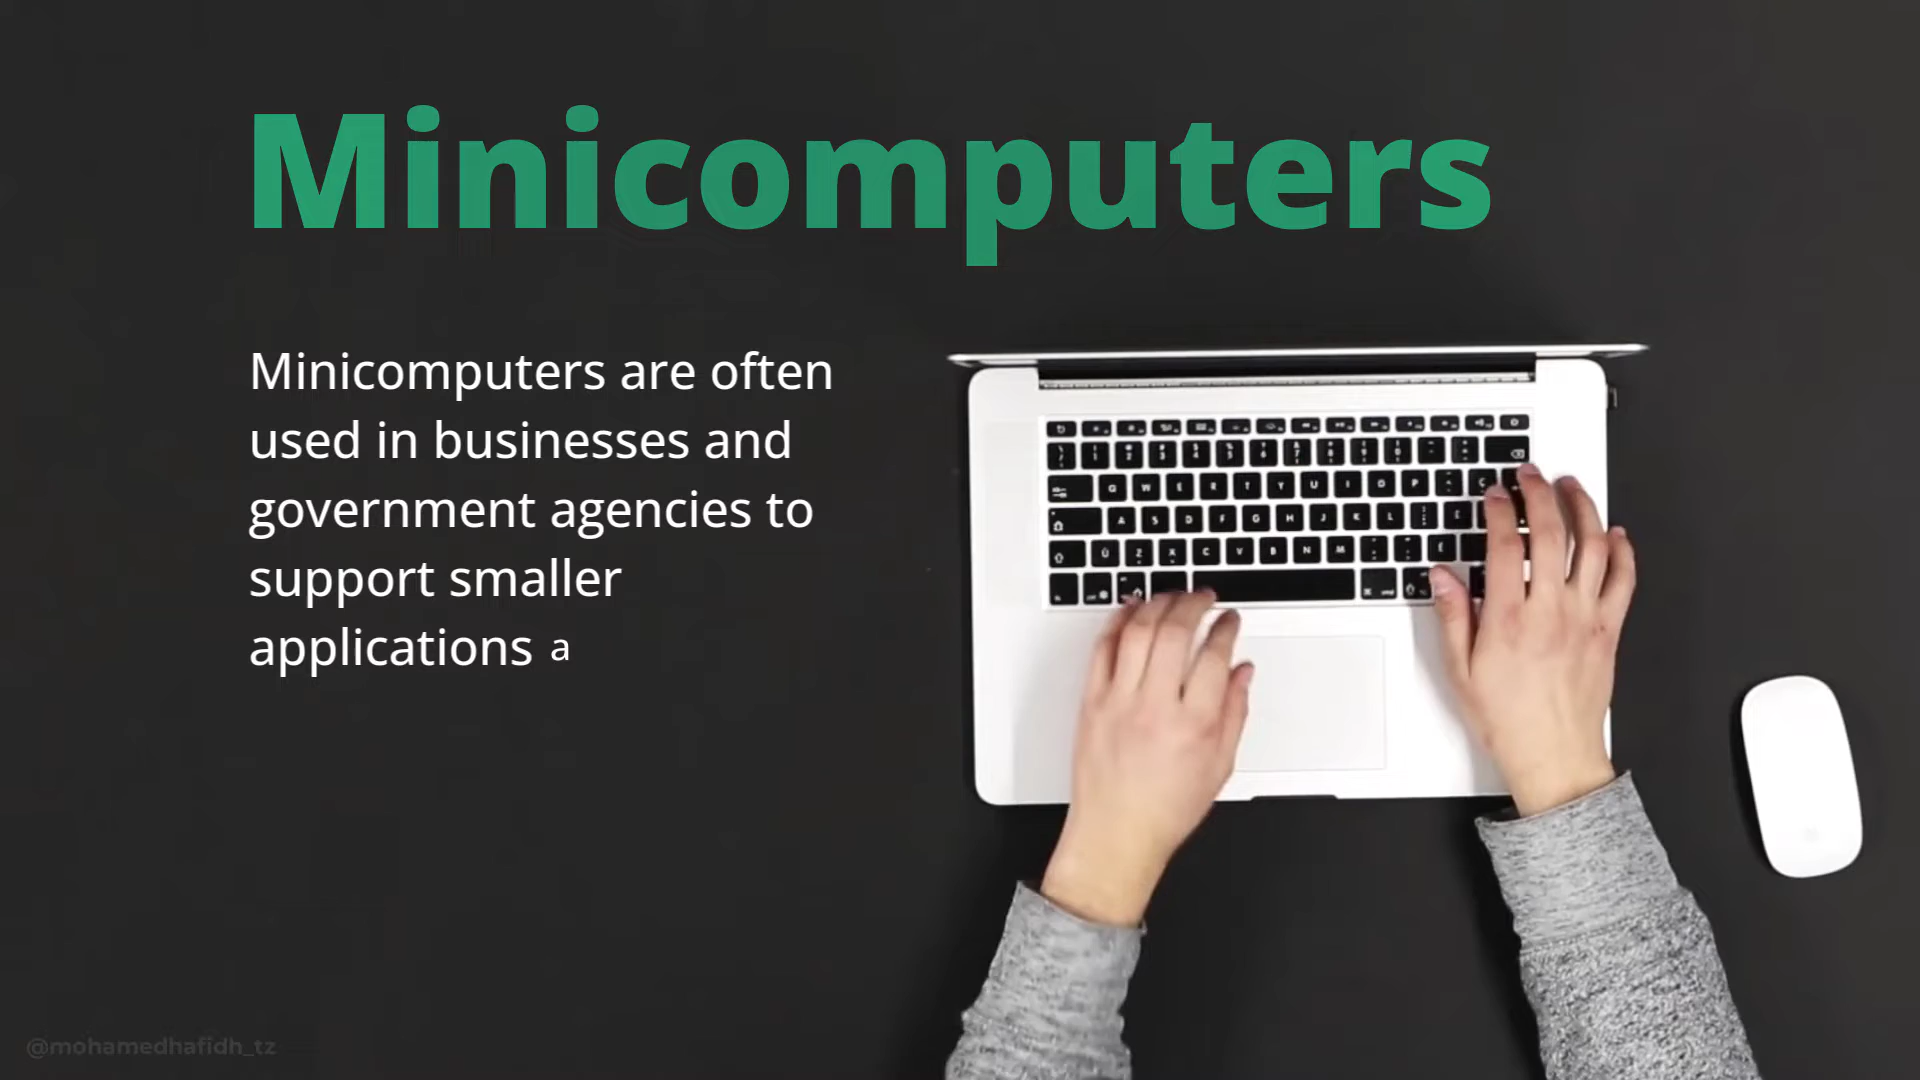 Minicomputers
Minicomputers are often
used in businesses and
government agencies to
support smaller
applications a
@mohamedhafidh_tz